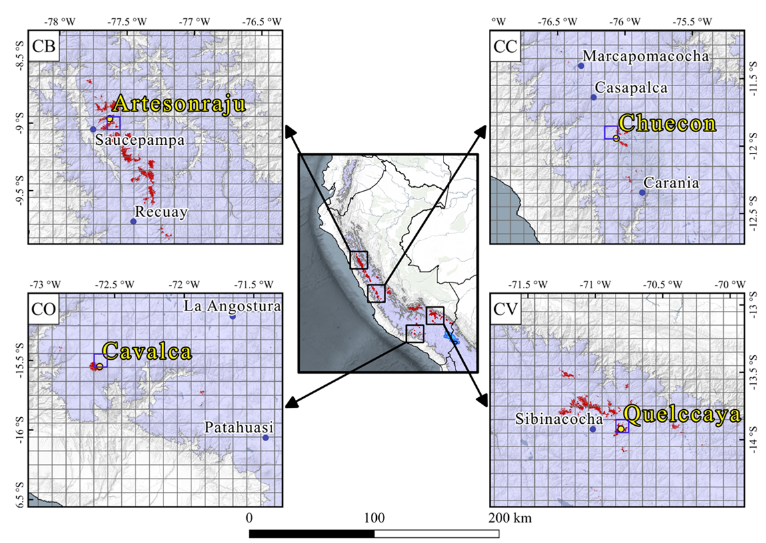 -78 °W
-77.5 °W
-77 °W
-76.5 °W
CB
-8.5 °S
-9 °S
-9.5 °S
Artesonraju
Saucepampa
Recuay
°W
-76.5 °W
-76 °W
-75.5 °W
CC
-11.5 °S
-12 °S
-12.5 °S
Marcapomacocha
Casapalca
Chuecon
Carania
-73 °W
-72.5 °W
-72 °W
-71.5 °W
CO
-15.5 °S
-16 °S
6.5 °S
La Angostura
Cavalca
Patahuasi
-71.5 °W
-71 °W
-70.5 °W
-70 °W
CV
-13 °S
-13.5 °S
-14 °S
Sibinacocha
Quelccaya
0
100
200 km